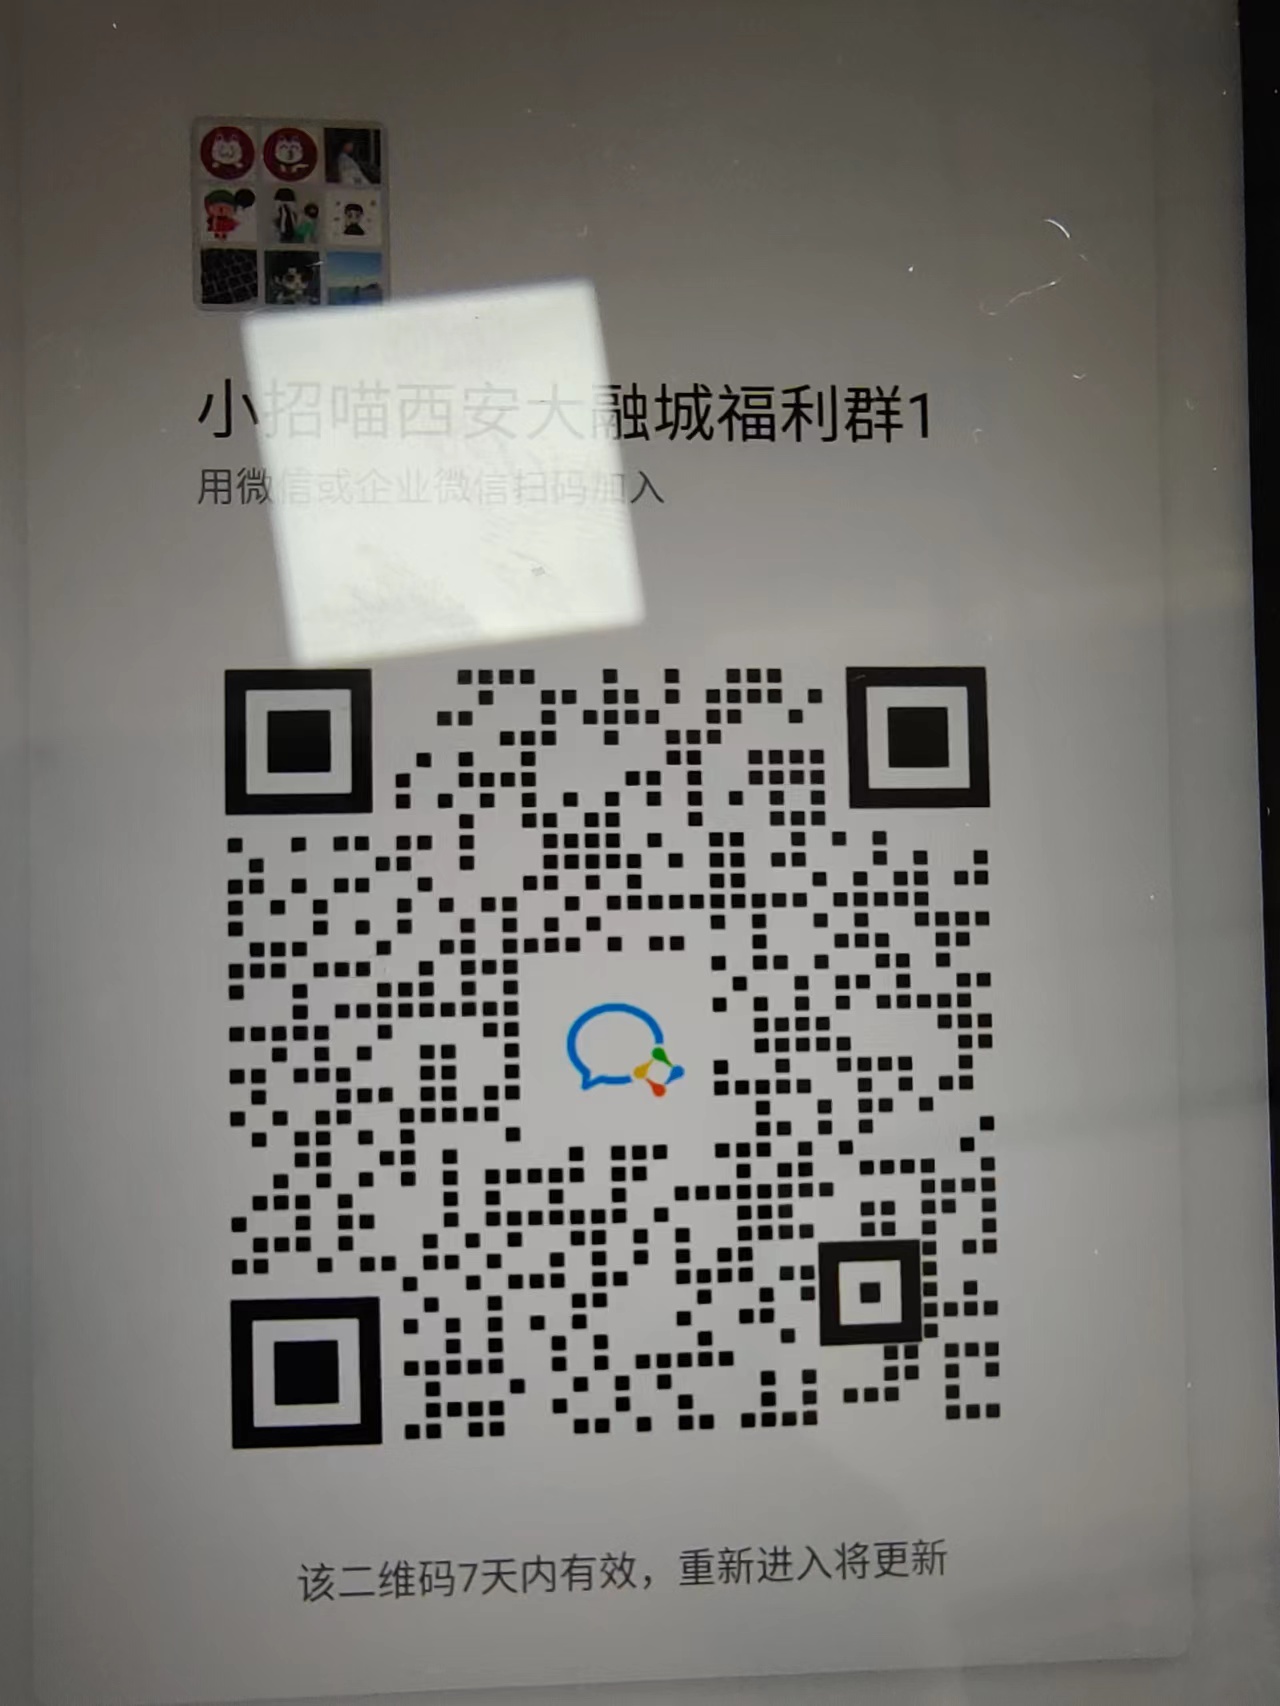 小招喵西安大融城福利群1
用微信或企业微信扫码加入
该二维码7天内有效，重新进入将更新